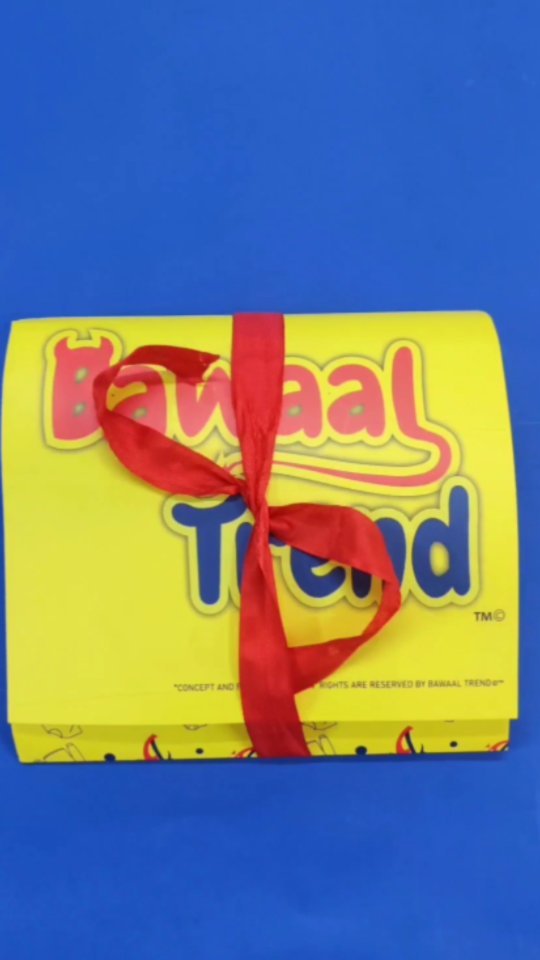 Bawaal
Trend
TM©
"CONCEPT AND RIGHTS ARE RESERVED BY BAWAAL TREND©"